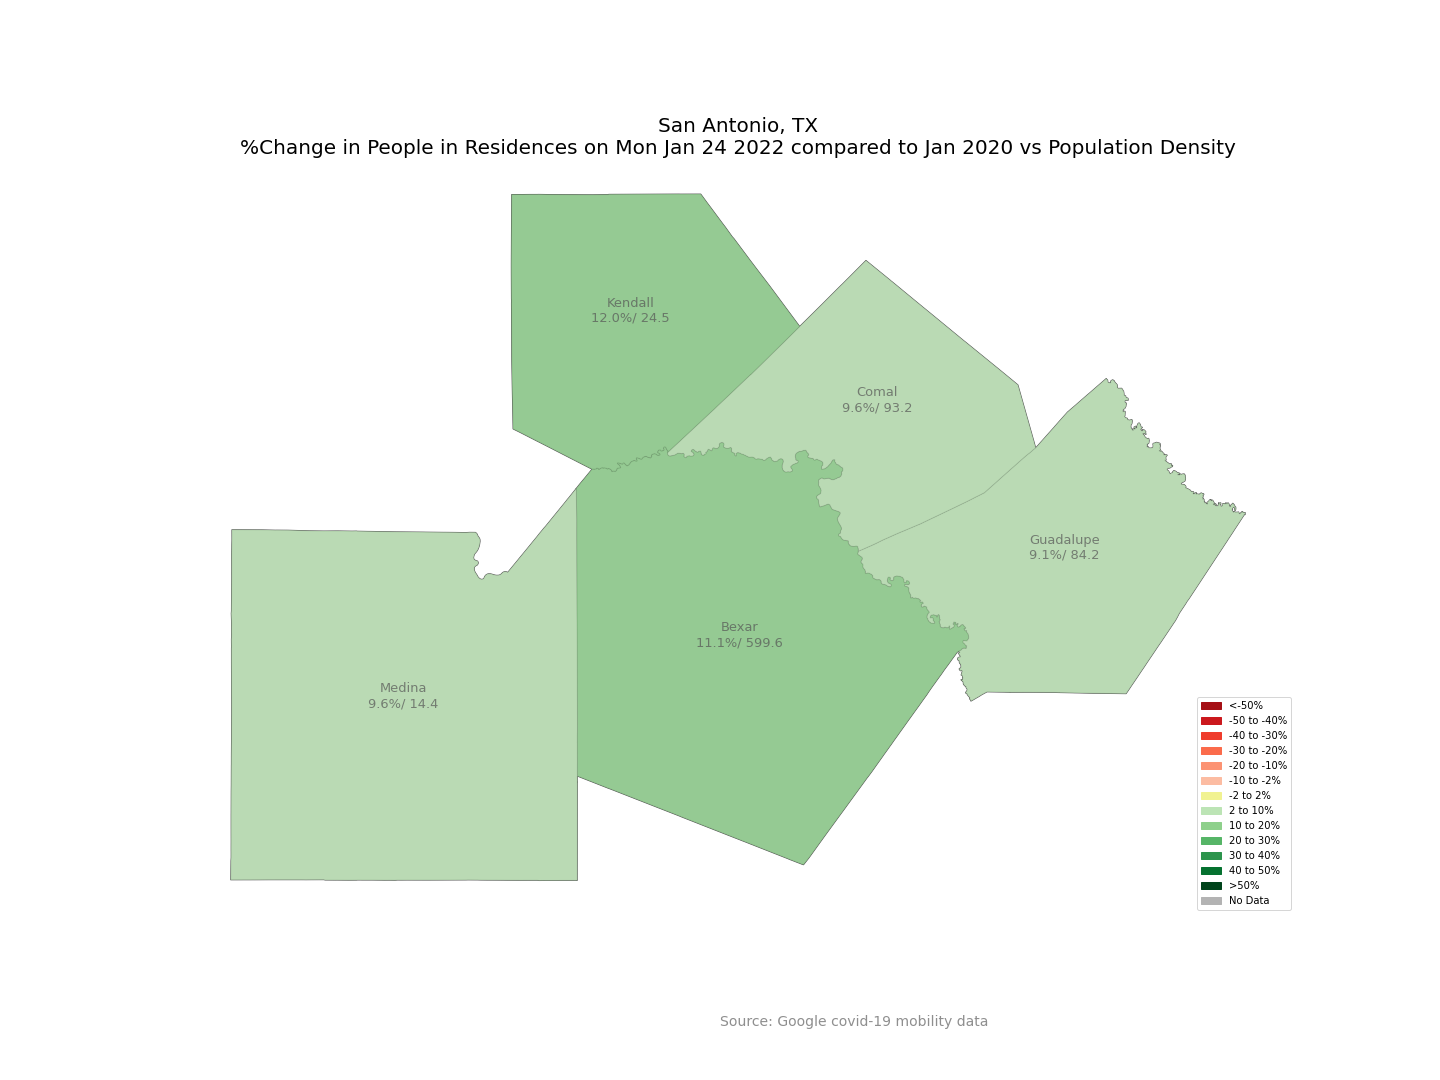 San Antonio, TX
%Change in People in Residences on Mon Jan 24 2022 compared to Jan 2020 vs Population Density
Kendall
12.0%/ 24.5
Comal
9.6%/ 93.2
Guadalupe
9.1%/ 84.2
Bexar
11.1%/ 599.6
Medina
9.6%/ 14.4
<-50%
-50 to -40%
-40 to -30%
-30 to -20%
-20 to -10%
-10 to -2%
-2 to 2%
2 to 10%
10 to 20%
20 to 30%
30 to 40%
40 to 50%
>50%
No Data
Source: Google covid-19 mobility data